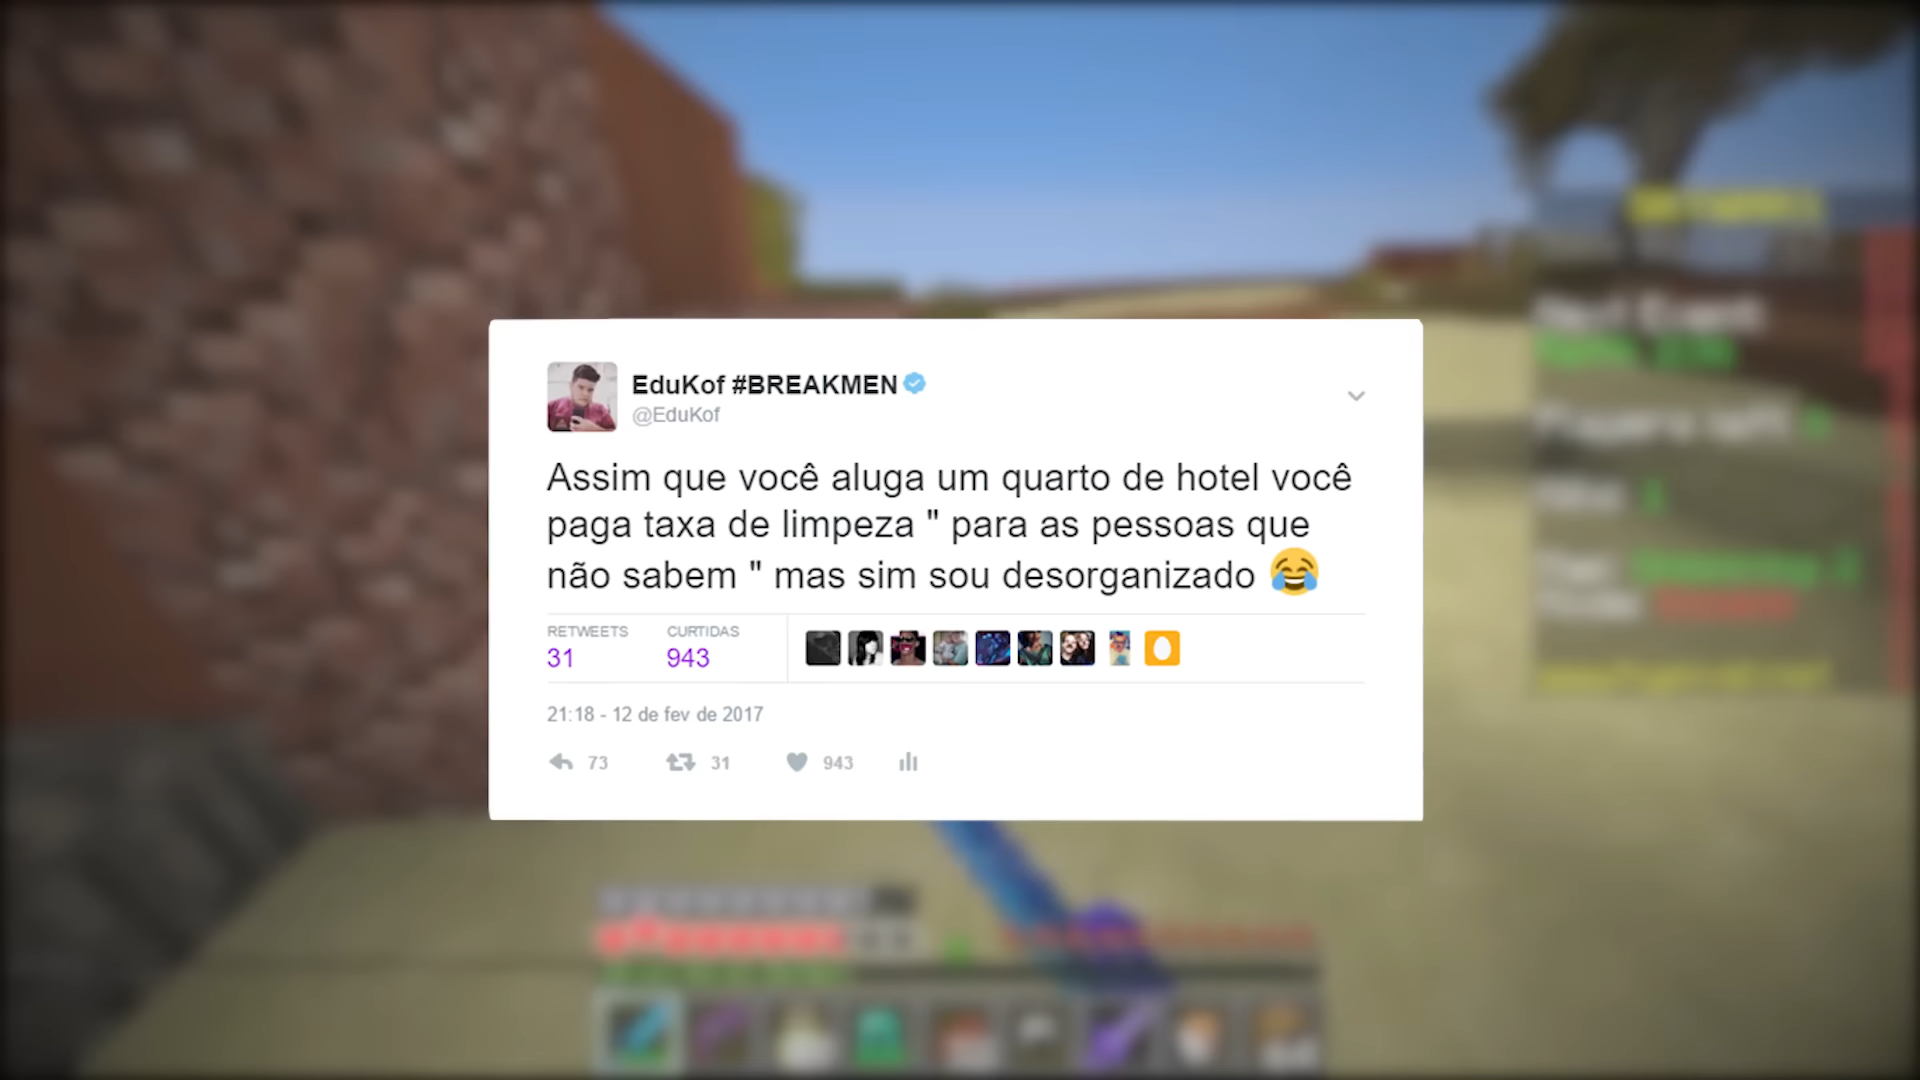 EduKof #BREAKMEN
@EduKof
Assim que você aluga um quarto de hotel você
paga taxa de limpeza " para as pessoas que
não sabem " mas sim sou desorganizado 😂
RETWEETS CURTIDAS
31 943
21:18 - 12 de fev de 2017
73 31 943